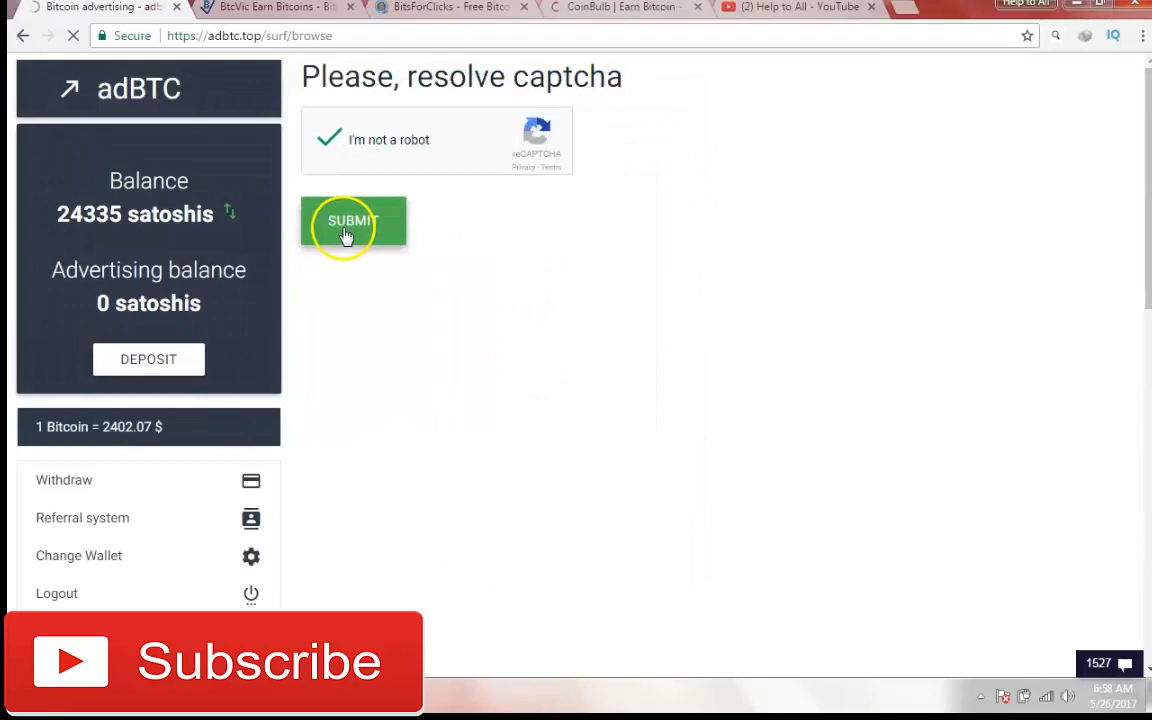 Bitcoin advertising - adb
BtcVic Earn Bitcoins - Bit
BitsForClicks - Free Bitco
CoinBulb | Earn Bitcoin -
(2) Help to All - YouTube
Help to All
Secure
https://adbtc.top/surf/browse
IQ
adBTC
Please, resolve captcha
I'm not a robot
reCAPTCHA
Privacy - Terms
Balance
24335 satoshis
SUBMIT
Advertising balance
0 satoshis
DEPOSIT
1 Bitcoin = 2402.07 $
Withdraw
Referral system
Change Wallet
Logout
Subscribe
1527
6:58 AM
5/26/2017